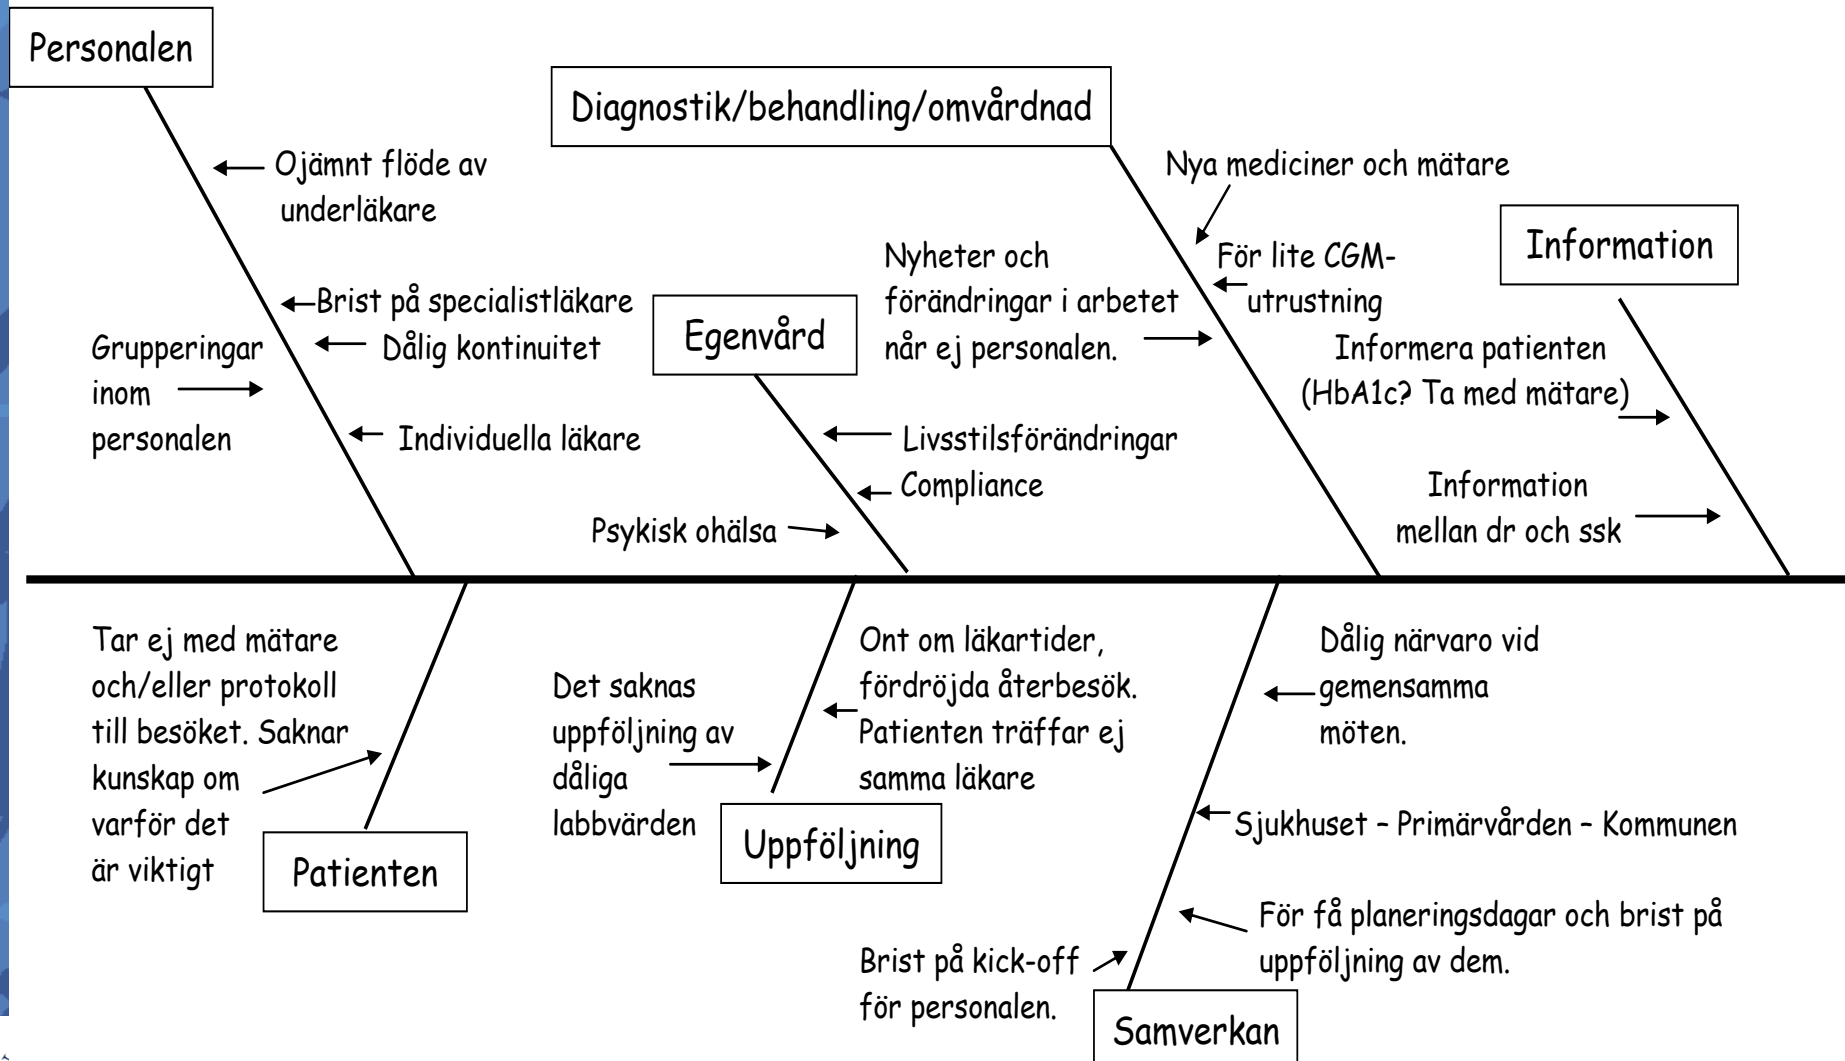 Personalen
Diagnostik/behandling/omvårdnad
Ojämnt flöde av
underläkare
Nya mediciner och mätare
Information
Nyheter och
förändringar i arbetet
når ej personalen.
För lite CGM-
utrustning
Brist på specialistläkare
Dålig kontinuitet
Egenvård
Grupperingar
inom
personalen
Informera patienten
(HbA1c? Ta med mätare)
Individuella läkare
Livsstilsförändringar
Compliance
Psykisk ohälsa
Information
mellan dr och ssk
Tar ej med mätare
och/eller protokoll
till besöket. Saknar
kunskap om
varför det
är viktigt
Patienten
Det saknas
uppföljning av
dåliga
labbvärden
Ont om läkartider,
fördröjda återbesök.
Patienten träffar ej
samma läkare
Uppföljning
Dålig närvaro vid
gemensamma
möten.
Sjukhuset – Primärvården – Kommunen
För få planeringsdagar och brist på
uppföljning av dem.
Brist på kick-off
för personalen.
Samverkan